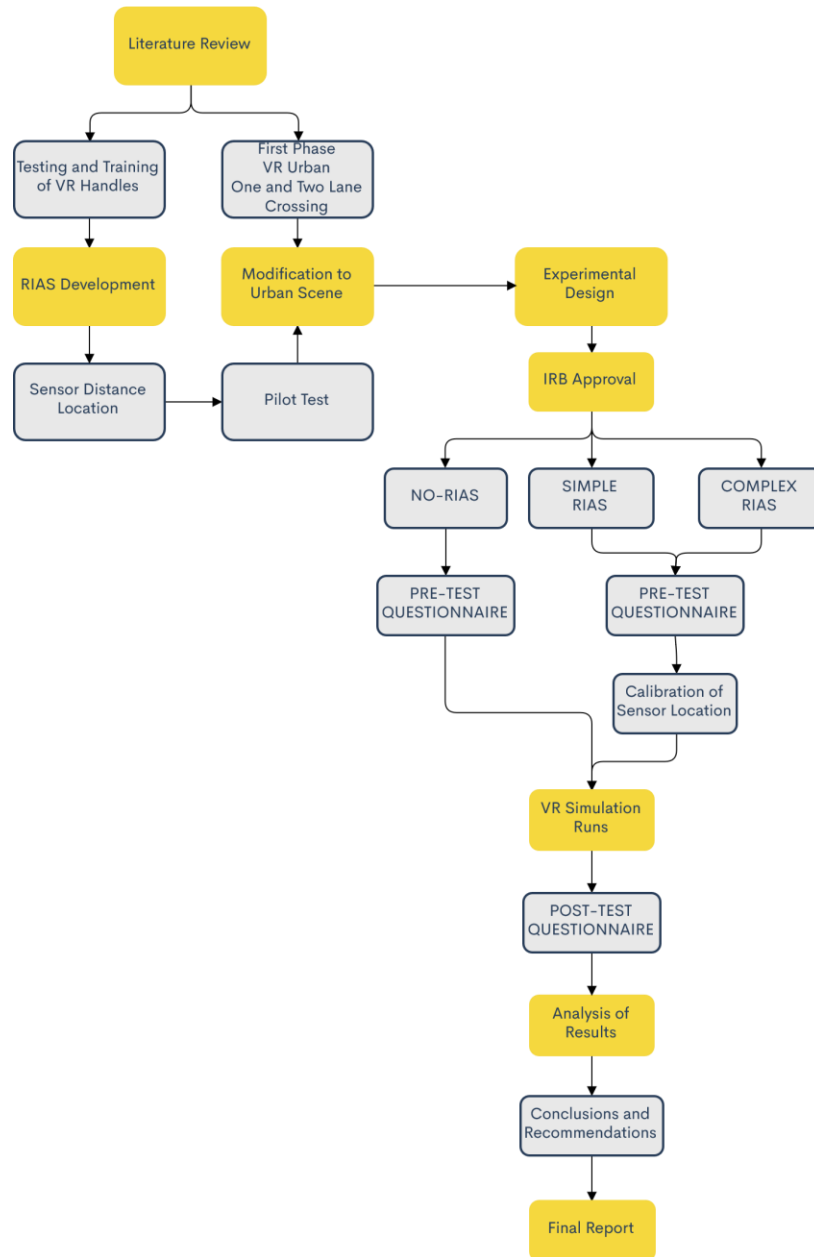 Literature Review
Testing and Training
of VR Handles
First Phase
VR Urban
One and Two Lane
Crossing
RIAS Development
Modification to
Urban Scene
Experimental
Design
Sensor Distance
Location
Pilot Test
IRB Approval
NO-RIAS
SIMPLE
RIAS
COMPLEX
RIAS
PRE-TEST
QUESTIONNAIRE
PRE-TEST
QUESTIONNAIRE
Calibration of
Sensor Location
VR Simulation
Runs
POST-TEST
QUESTIONNAIRE
Analysis of
Results
Conclusions and
Recommendations
Final Report